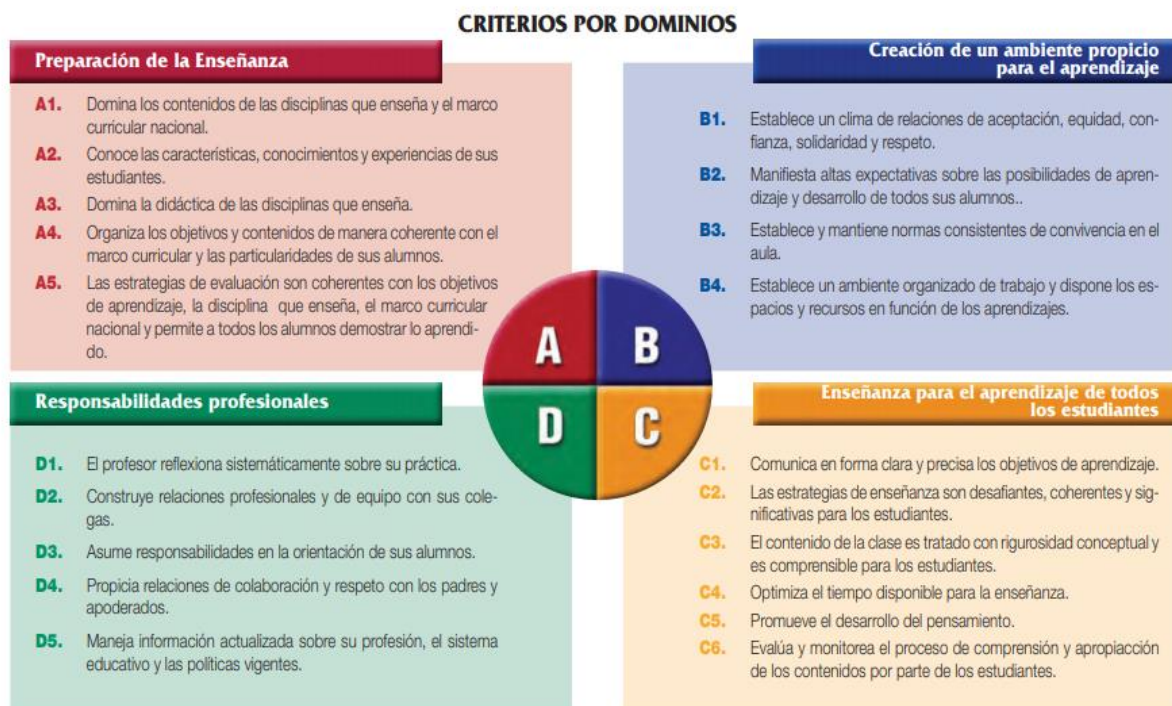 CRITERIOS POR DOMINIOS
Preparación de la Enseñanza
A1. Domina los contenidos de las disciplinas que enseña y el marco
curricular nacional.
A2. Conoce las características, conocimientos y experiencias de sus
estudiantes.
A3. Domina la didáctica de las disciplinas que enseña.
A4. Organiza los objetivos y contenidos de manera coherente con el
marco curricular y las particularidades de sus alumnos.
A5. Las estrategias de evaluación son coherentes con los objetivos
de aprendizaje, la disciplina que enseña, el marco curricular
nacional y permite a todos los alumnos demostrar lo aprendi-
do.
Creación de un ambiente propicio
para el aprendizaje
B1. Establece un clima de relaciones de aceptación, equidad, con-
fianza, solidaridad y respeto.
B2. Manifiesta altas expectativas sobre las posibilidades de apren-
dizaje y desarrollo de todos sus alumnos..
B3. Establece y mantiene normas consistentes de convivencia en el
aula.
B4. Establece un ambiente organizado de trabajo y dispone los es-
pacios y recursos en función de los aprendizajes.
A B
D C
Responsabilidades profesionales
D1. El profesor reflexiona sistemáticamente sobre su práctica.
D2. Construye relaciones profesionales y de equipo con sus cole-
gas.
D3. Asume responsabilidades en la orientación de sus alumnos.
D4. Propicia relaciones de colaboración y respeto con los padres y
apoderados.
D5. Maneja información actualizada sobre su profesión, el sistema
educativo y las políticas vigentes.
Enseñanza para el aprendizaje de todos
los estudiantes
C1. Comunica en forma clara y precisa los objetivos de aprendizaje.
C2. Las estrategias de enseñanza son desafiantes, coherentes y sig-
nificativas para los estudiantes.
C3. El contenido de la clase es tratado con rigurosidad conceptual y
es comprensible para los estudiantes.
C4. Optimiza el tiempo disponible para la enseñanza.
C5. Promueve el desarrollo del pensamiento.
C6. Evalúa y monitorea el proceso de comprensión y apropiacción
de los contenidos por parte de los estudiantes.